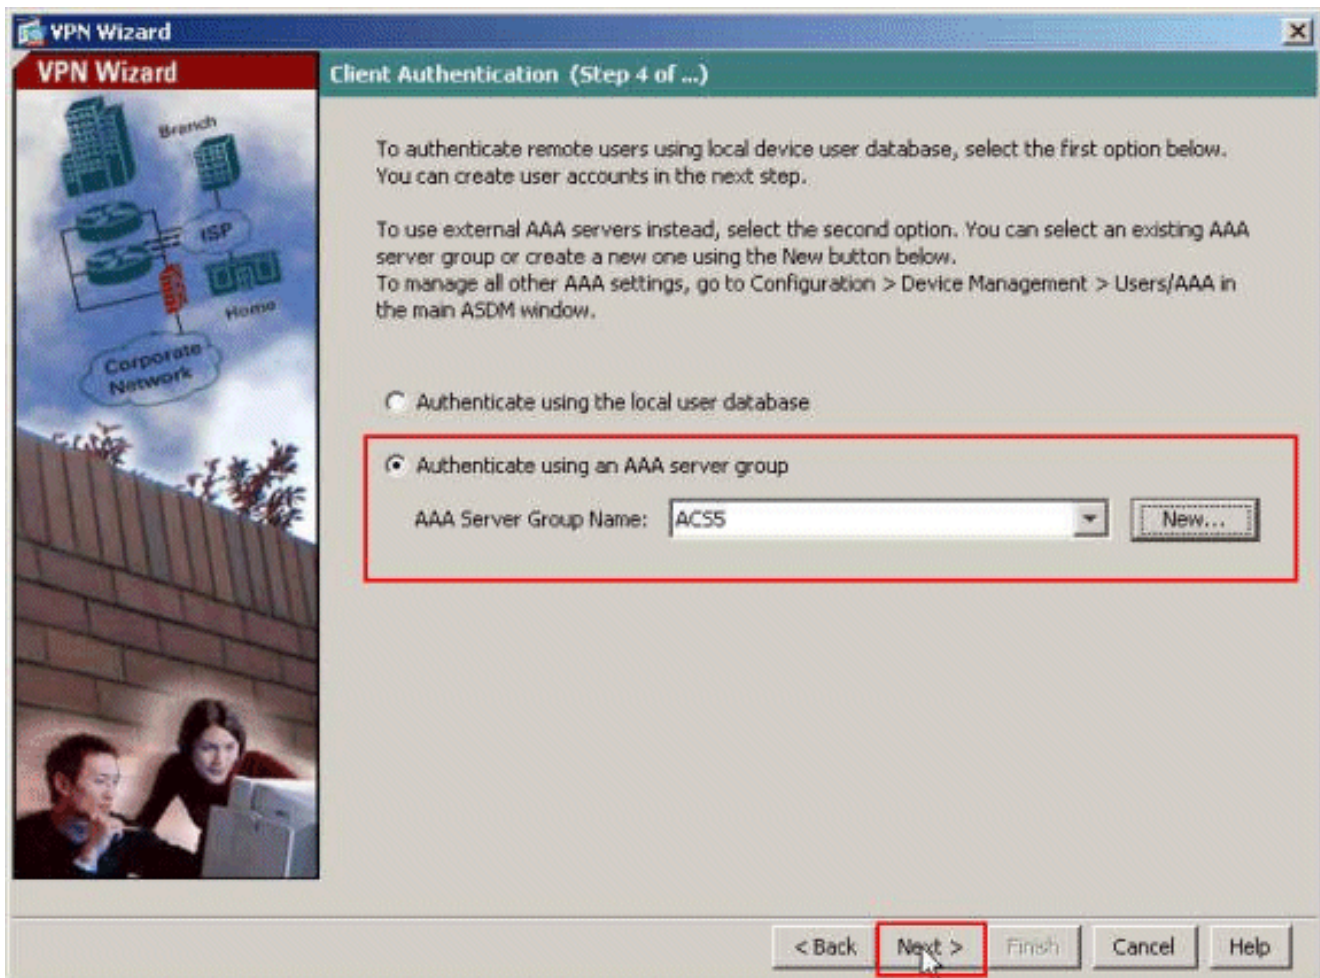 VPN Wizard
VPN Wizard
Client Authentication (Step 4 of ...)
Branch
ISP
Home
Corporate
Network
To authenticate remote users using local device user database, select the first option below.
You can create user accounts in the next step.
To use external AAA servers instead, select the second option. You can select an existing AAA
server group or create a new one using the New button below.
To manage all other AAA settings, go to Configuration > Device Management > Users/AAA in
the main ASDM window.
Authenticate using the local user database
Authenticate using an AAA server group
AAA Server Group Name: ACS5 New...
< Back Next > Finish Cancel Help